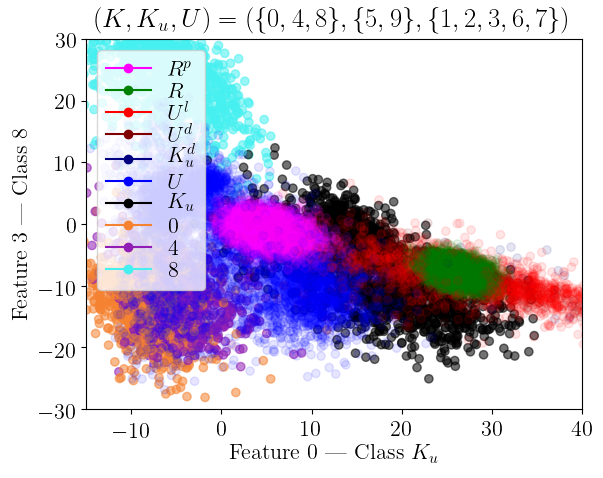 (K, K_u, U) = ({0, 4, 8}, {5, 9}, {1, 2, 3, 6, 7})
30
20
10
0
−10
−20
−30
Feature 3 — Class 8
R^p
R
U^l
U^d
K_u^d
U
K_u
0
4
8
−10
0
10
20
30
40
Feature 0 — Class K_u